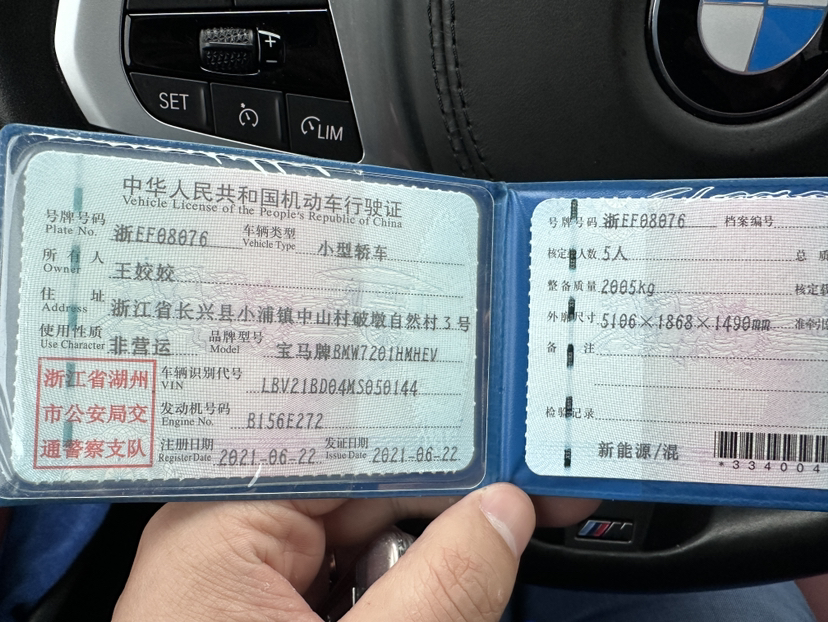 +
−
SET
LIM
中华人民共和国机动车行驶证
Vehicle License of the People's Republic of China
号牌号码 浙EF08076 车辆类型 小型轿车
Plate No. Vehicle Type
所有人 王姣姣
Owner
住址 浙江省长兴县小浦镇中山村破墩自然村3号
Address
使用性质 非营运 品牌型号 宝马牌BMW7201HMHEV
Use Character Model
浙江省湖州
市公安局交
通警察支队
车辆识别代号 LBV21BD04MS050144
VIN
发动机号码 B156E272
Engine No.
注册日期 2021-06-22 发证日期 2021-06-22
Register Date Issue Date
号牌号码 浙EF08076 档案编号
核定人数 5人 总质
整备质量 2005kg 核定载
外廓尺寸 5106×1868×1490mm 准牵引
备注
检验记录
新能源/混
*334004
M